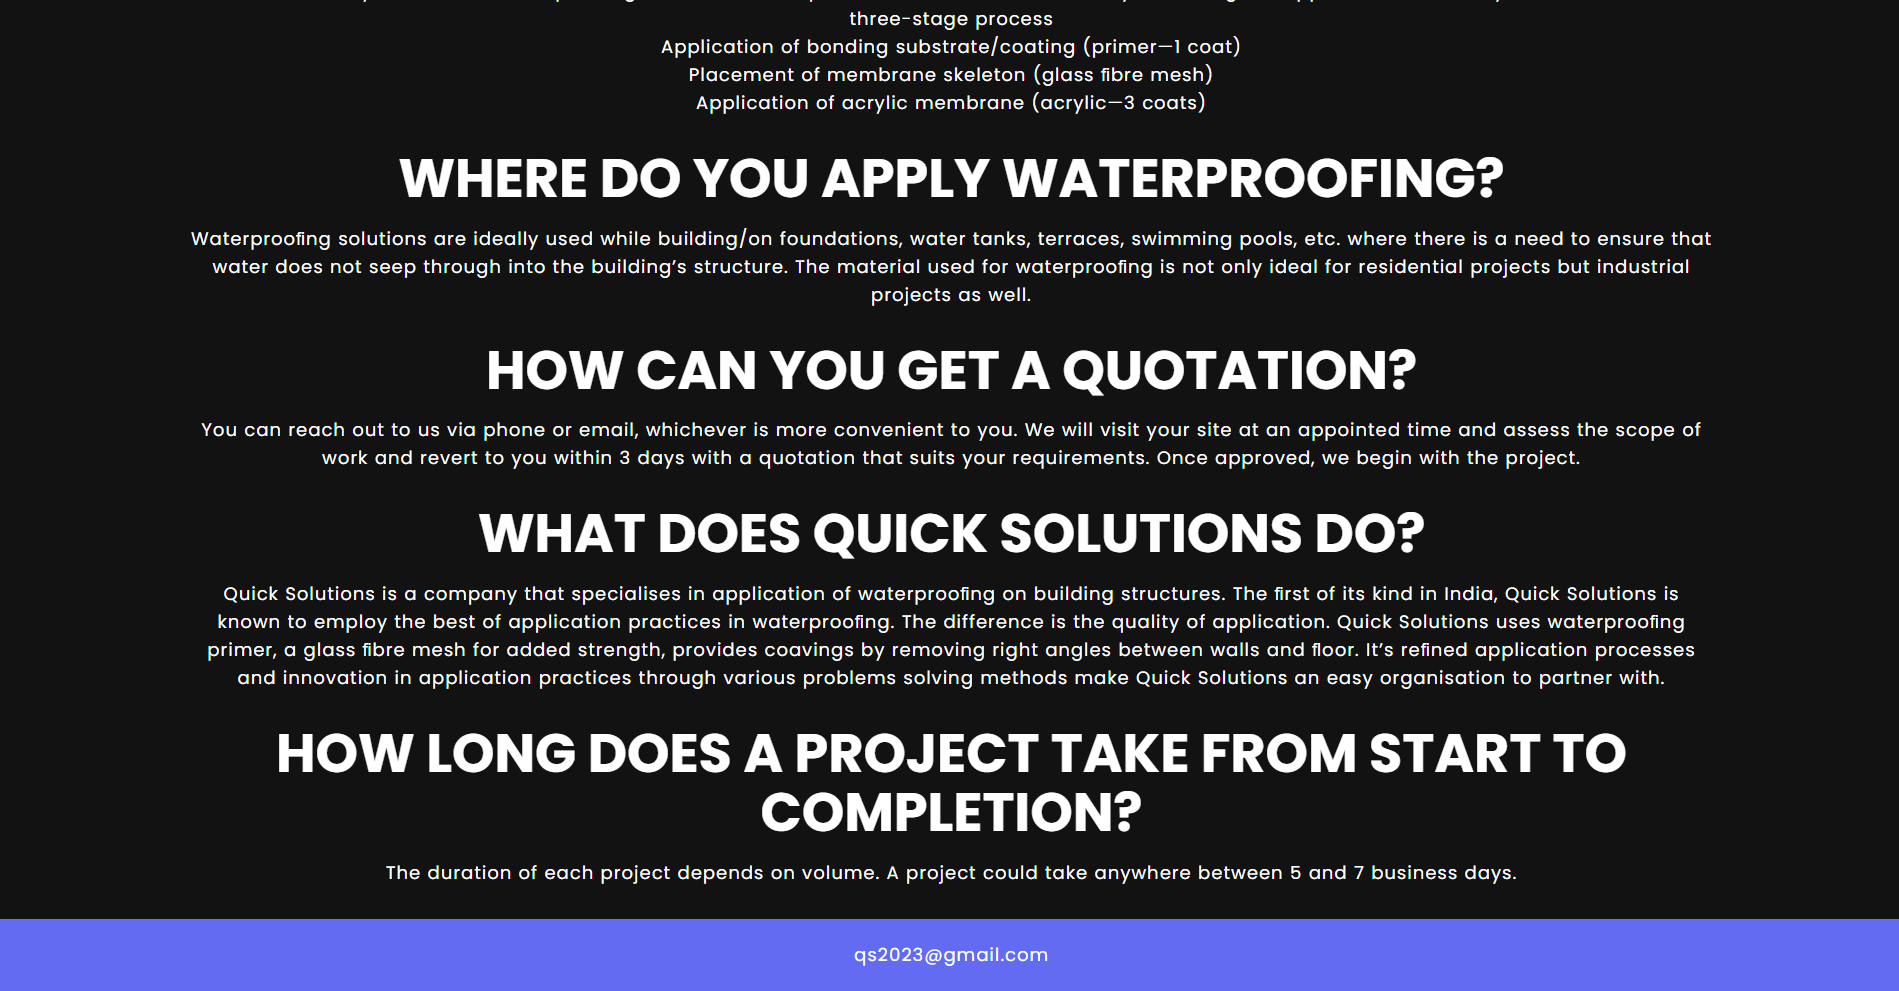 three-stage process
Application of bonding substrate/coating (primer—1 coat)
Placement of membrane skeleton (glass fibre mesh)
Application of acrylic membrane (acrylic—3 coats)
WHERE DO YOU APPLY WATERPROOFING?
Waterproofing solutions are ideally used while building/on foundations, water tanks, terraces, swimming pools, etc. where there is a need to ensure that
water does not seep through into the building’s structure. The material used for waterproofing is not only ideal for residential projects but industrial
projects as well.
HOW CAN YOU GET A QUOTATION?
You can reach out to us via phone or email, whichever is more convenient to you. We will visit your site at an appointed time and assess the scope of
work and revert to you within 3 days with a quotation that suits your requirements. Once approved, we begin with the project.
WHAT DOES QUICK SOLUTIONS DO?
Quick Solutions is a company that specialises in application of waterproofing on building structures. The first of its kind in India, Quick Solutions is
known to employ the best of application practices in waterproofing. The difference is the quality of application. Quick Solutions uses waterproofing
primer, a glass fibre mesh for added strength, provides coavings by removing right angles between walls and floor. It’s refined application processes
and innovation in application practices through various problems solving methods make Quick Solutions an easy organisation to partner with.
HOW LONG DOES A PROJECT TAKE FROM START TO
COMPLETION?
The duration of each project depends on volume. A project could take anywhere between 5 and 7 business days.
qs2023@gmail.com